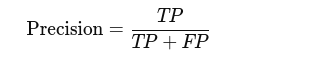 Precision = TP / TP + FP